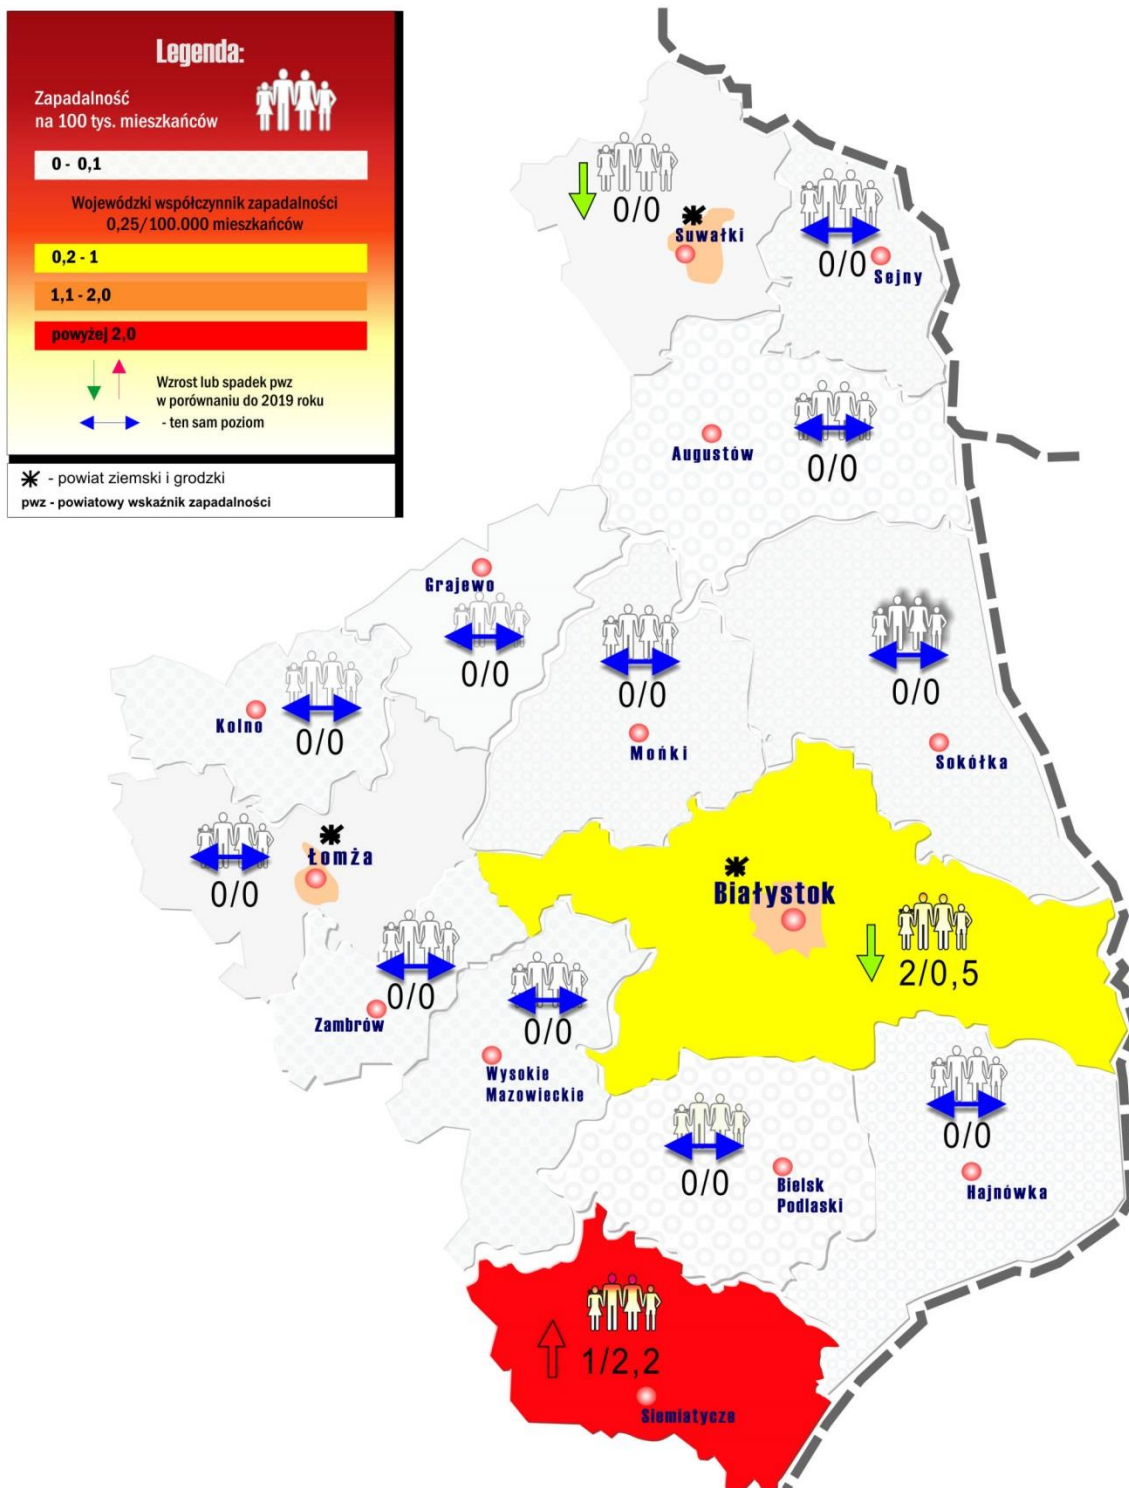 Legenda:
Zapadalność
na 100 tys. mieszkańców
0 - 0,1
Wojewódzki współczynnik zapadalności
0,25/100.000 mieszkańców
0,2 - 1
1,1 - 2,0
powyżej 2,0
Wzrost lub spadek pwz
w porównaniu do 2019 roku
- ten sam poziom
- powiat ziemski i grodzki
pwz - powiatowy wskaźnik zapadalności
0/0
Suwałki
0/0
Sejny
Augustów
0/0
Grajewo
0/0
0/0
0/0
Kolno
0/0
Mońki
Sokółka
0/0
Łomża
Białystok
2/0,5
0/0
Zambrów
0/0
Wysokie
Mazowieckie
0/0
Hajnówka
0/0
Bielsk
Podlaski
1/2,2
Siemiatycze